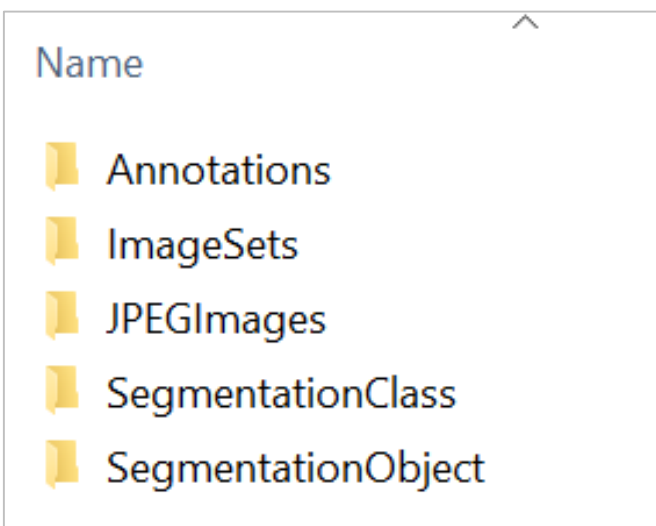 Name
Annotations
ImageSets
JPEGImages
SegmentationClass
SegmentationObject